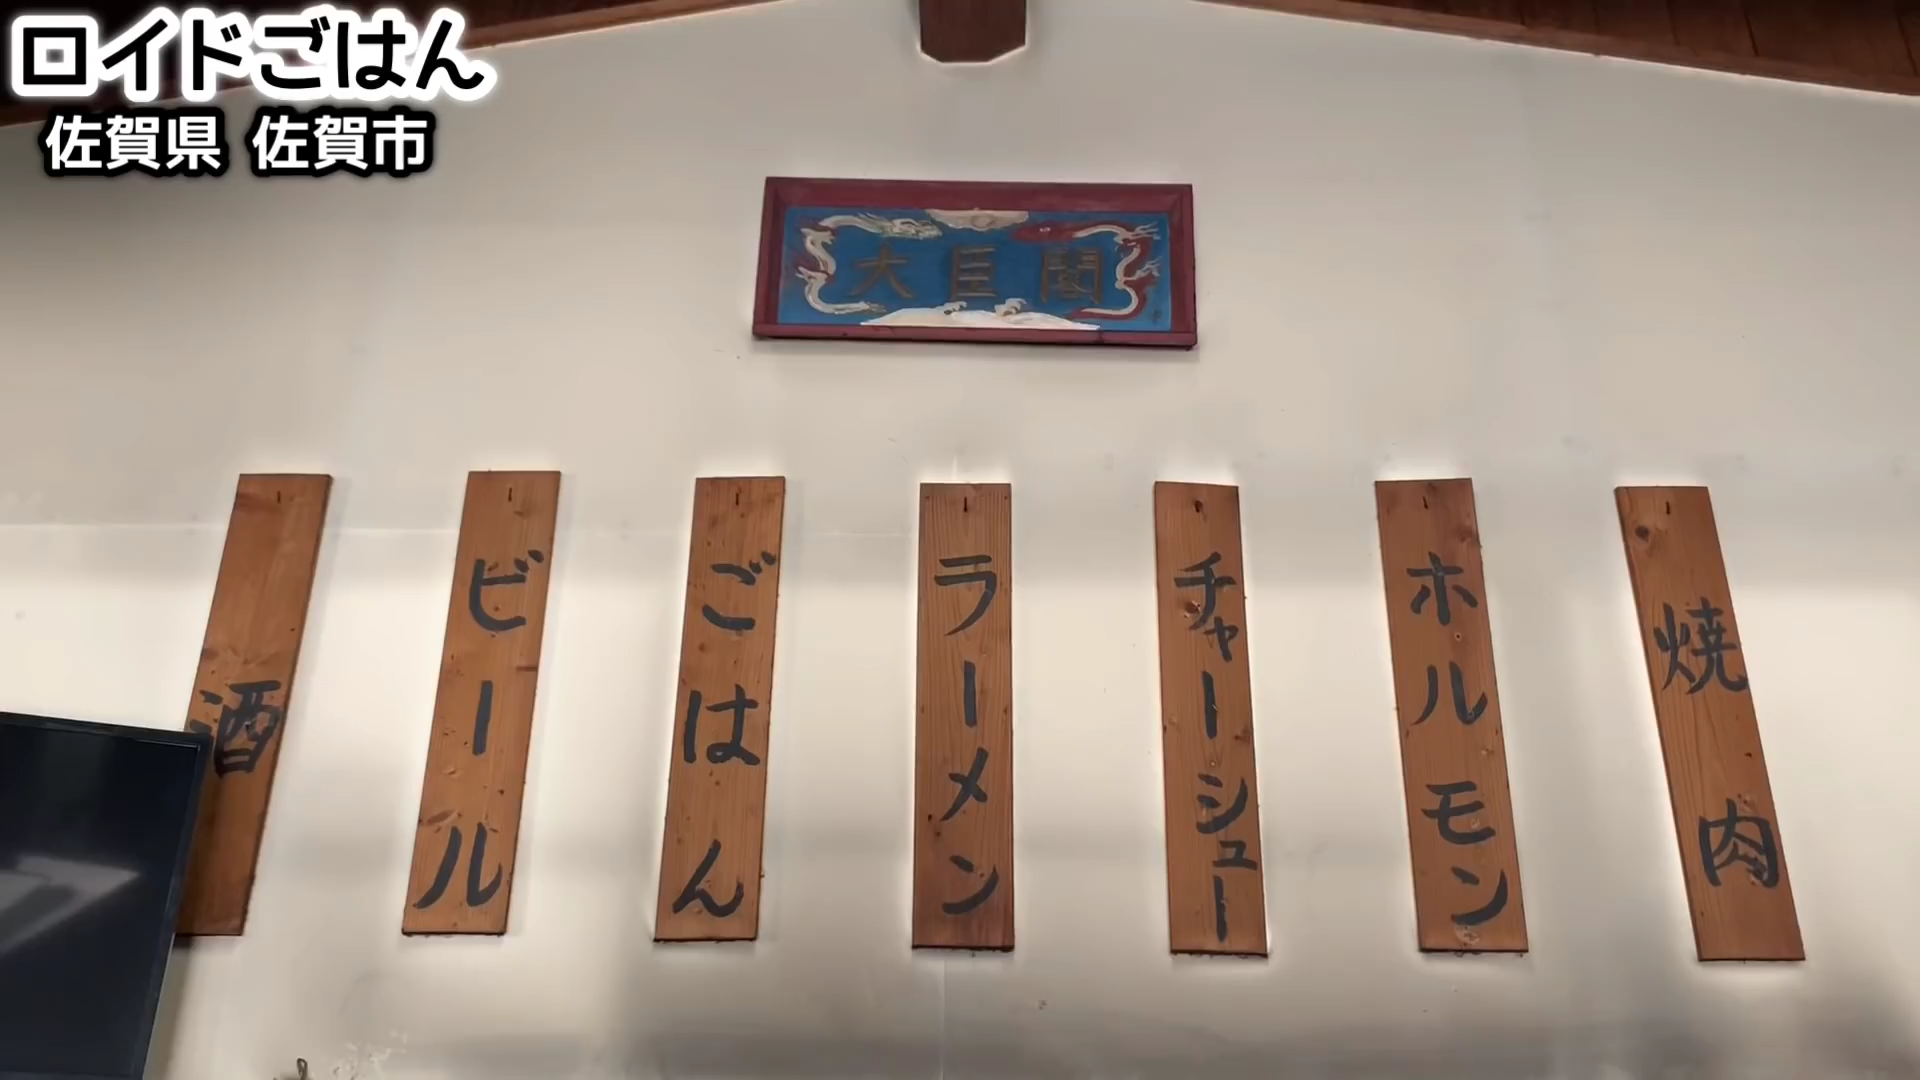 ロイドごはん
佐賀県 佐賀市
大臣閣
焼肉
ホルモン
チャーシュー
ラーメン
ごはん
ビール
酒